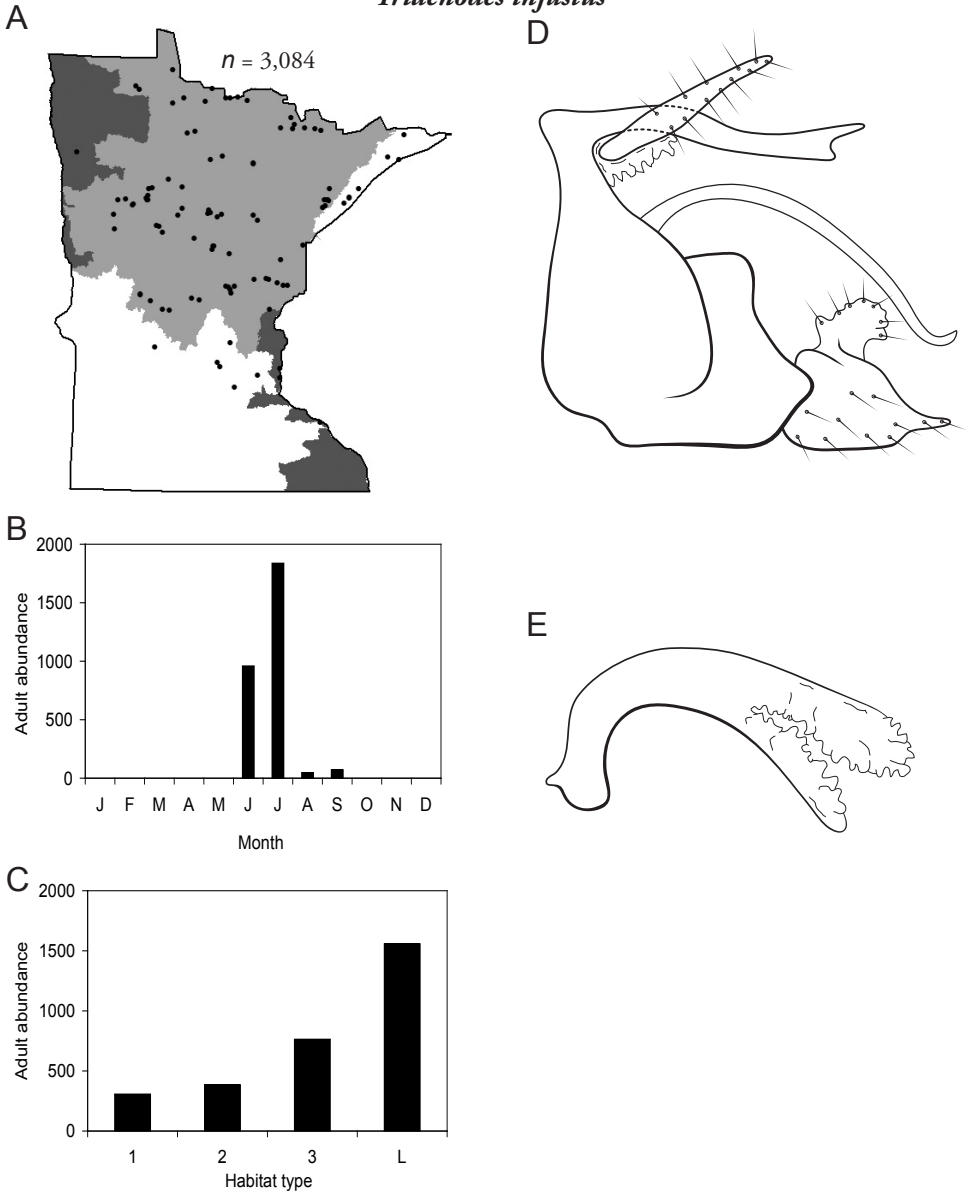 A
n = 3,084
D
B
2000
1500
1000
500
0
Adult abundance
J F M A M J J A S O N D
Month
E
C
2000
1500
1000
500
0
Adult abundance
1 2 3 L
Habitat type